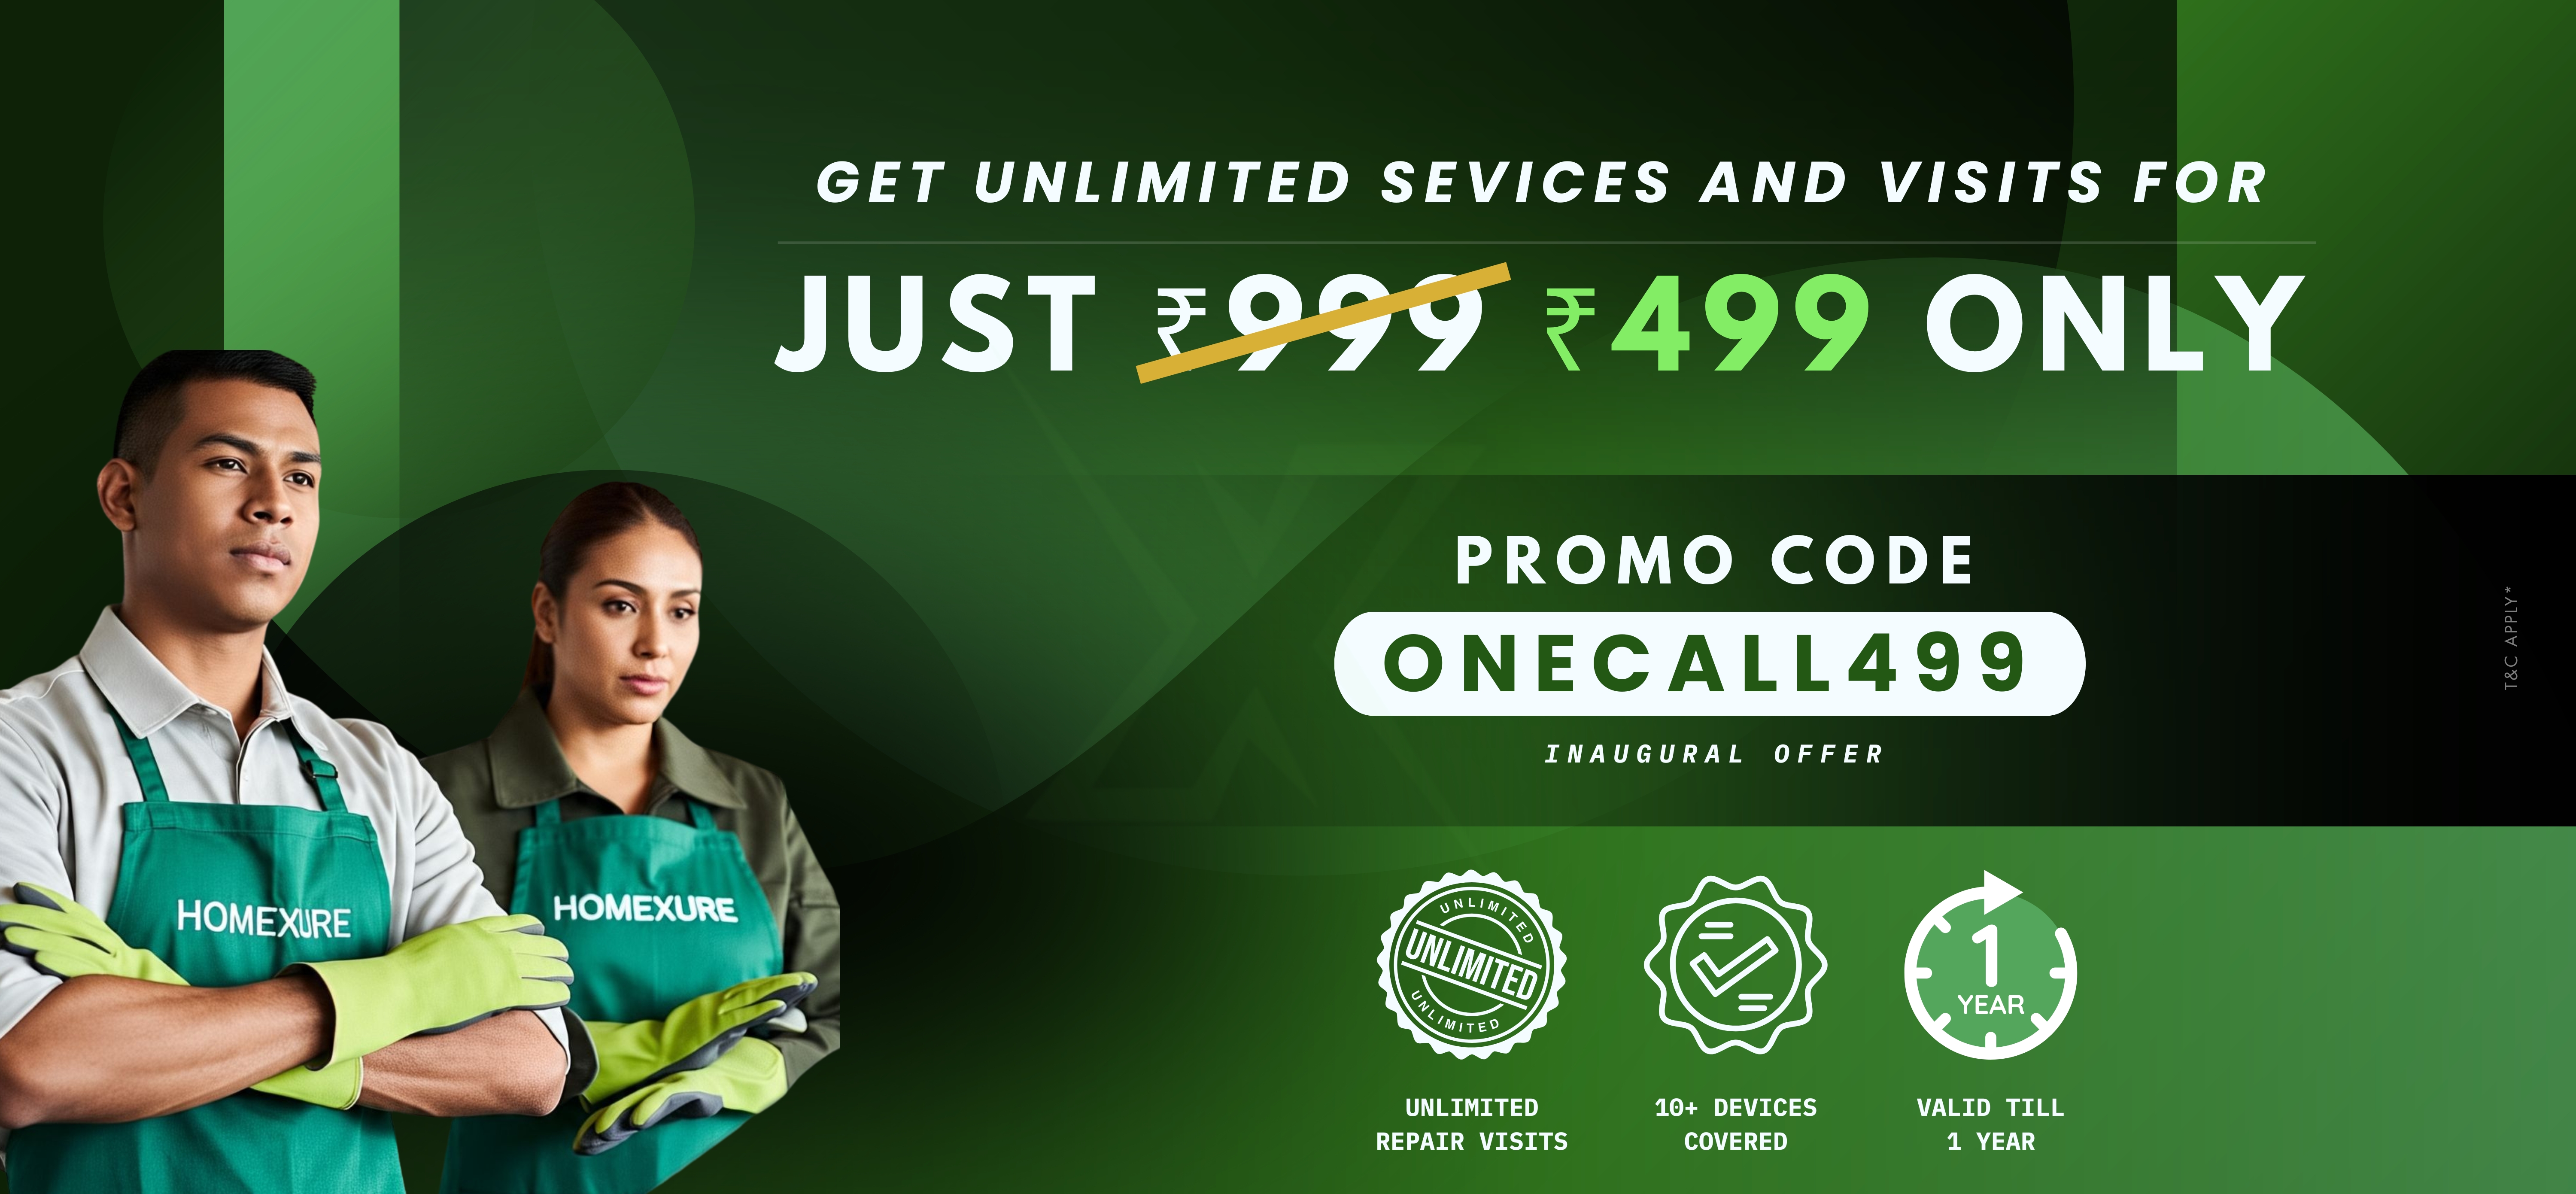 GET UNLIMITED SEVICES AND VISITS FOR
JUST ₹999 ₹499 ONLY
PROMO CODE
ONECALL499
INAUGURAL OFFER
T&C APPLY*
HOMEXURE
HOMEXURE
UNLIMITED
UNLIMITED
UNLIMITED
1
YEAR
UNLIMITED
REPAIR VISITS
10+ DEVICES
COVERED
VALID TILL
1 YEAR